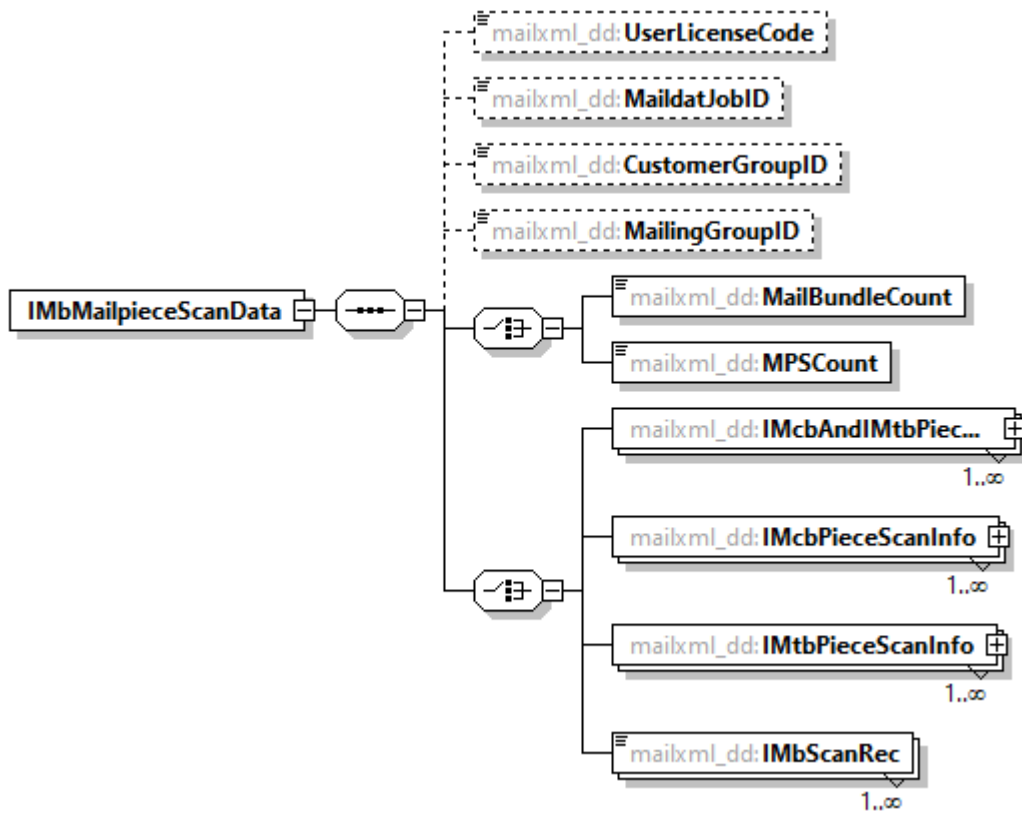 mailxml_dd:UserLicenseCode
mailxml_dd:MaildatJobID
mailxml_dd:CustomerGroupID
mailxml_dd:MailingGroupID
IMbMailpieceScanData
mailxml_dd:MailBundleCount
mailxml_dd:MPSCount
mailxml_dd:IMcbAndIMtbPiec...
1..∞
mailxml_dd:IMcbPieceScanInfo
1..∞
mailxml_dd:IMtbPieceScanInfo
1..∞
mailxml_dd:IMbScanRec
1..∞